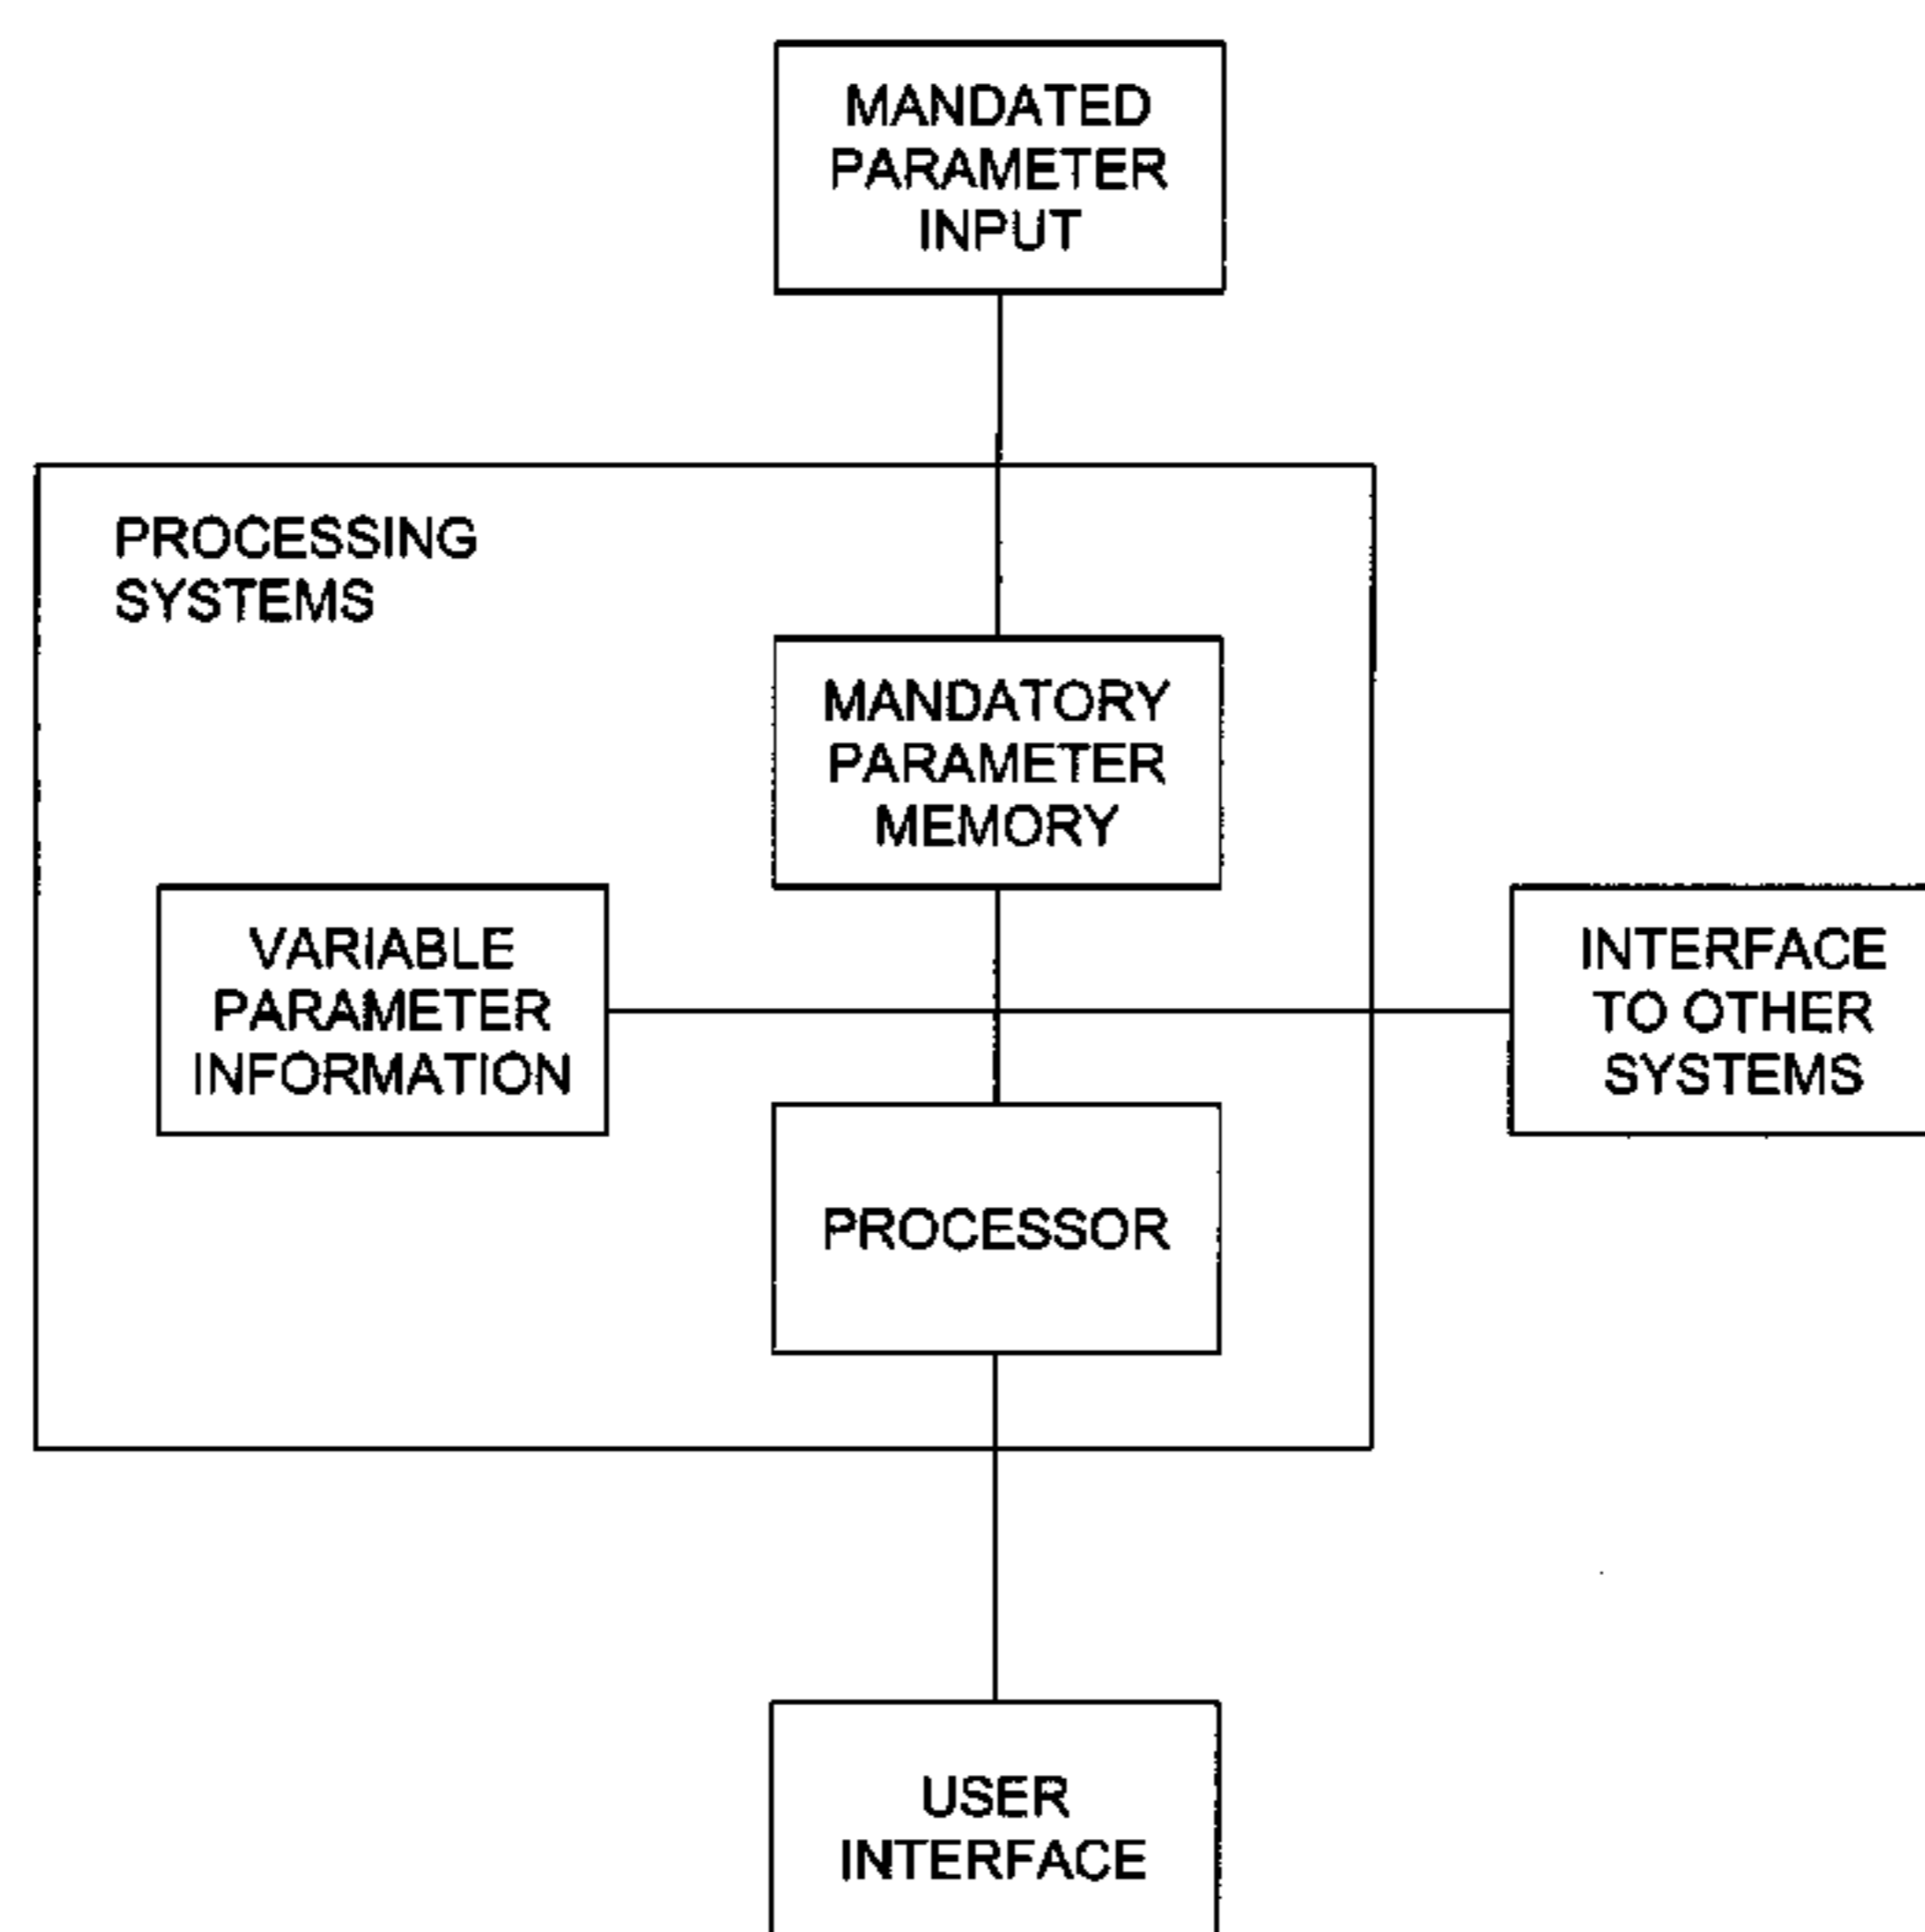 MANDATED
PARAMETER
INPUT
PROCESSING
SYSTEMS
MANDATORY
PARAMETER
MEMORY
VARIABLE
PARAMETER
INFORMATION
INTERFACE
TO OTHER
SYSTEMS
PROCESSOR
USER
INTERFACE